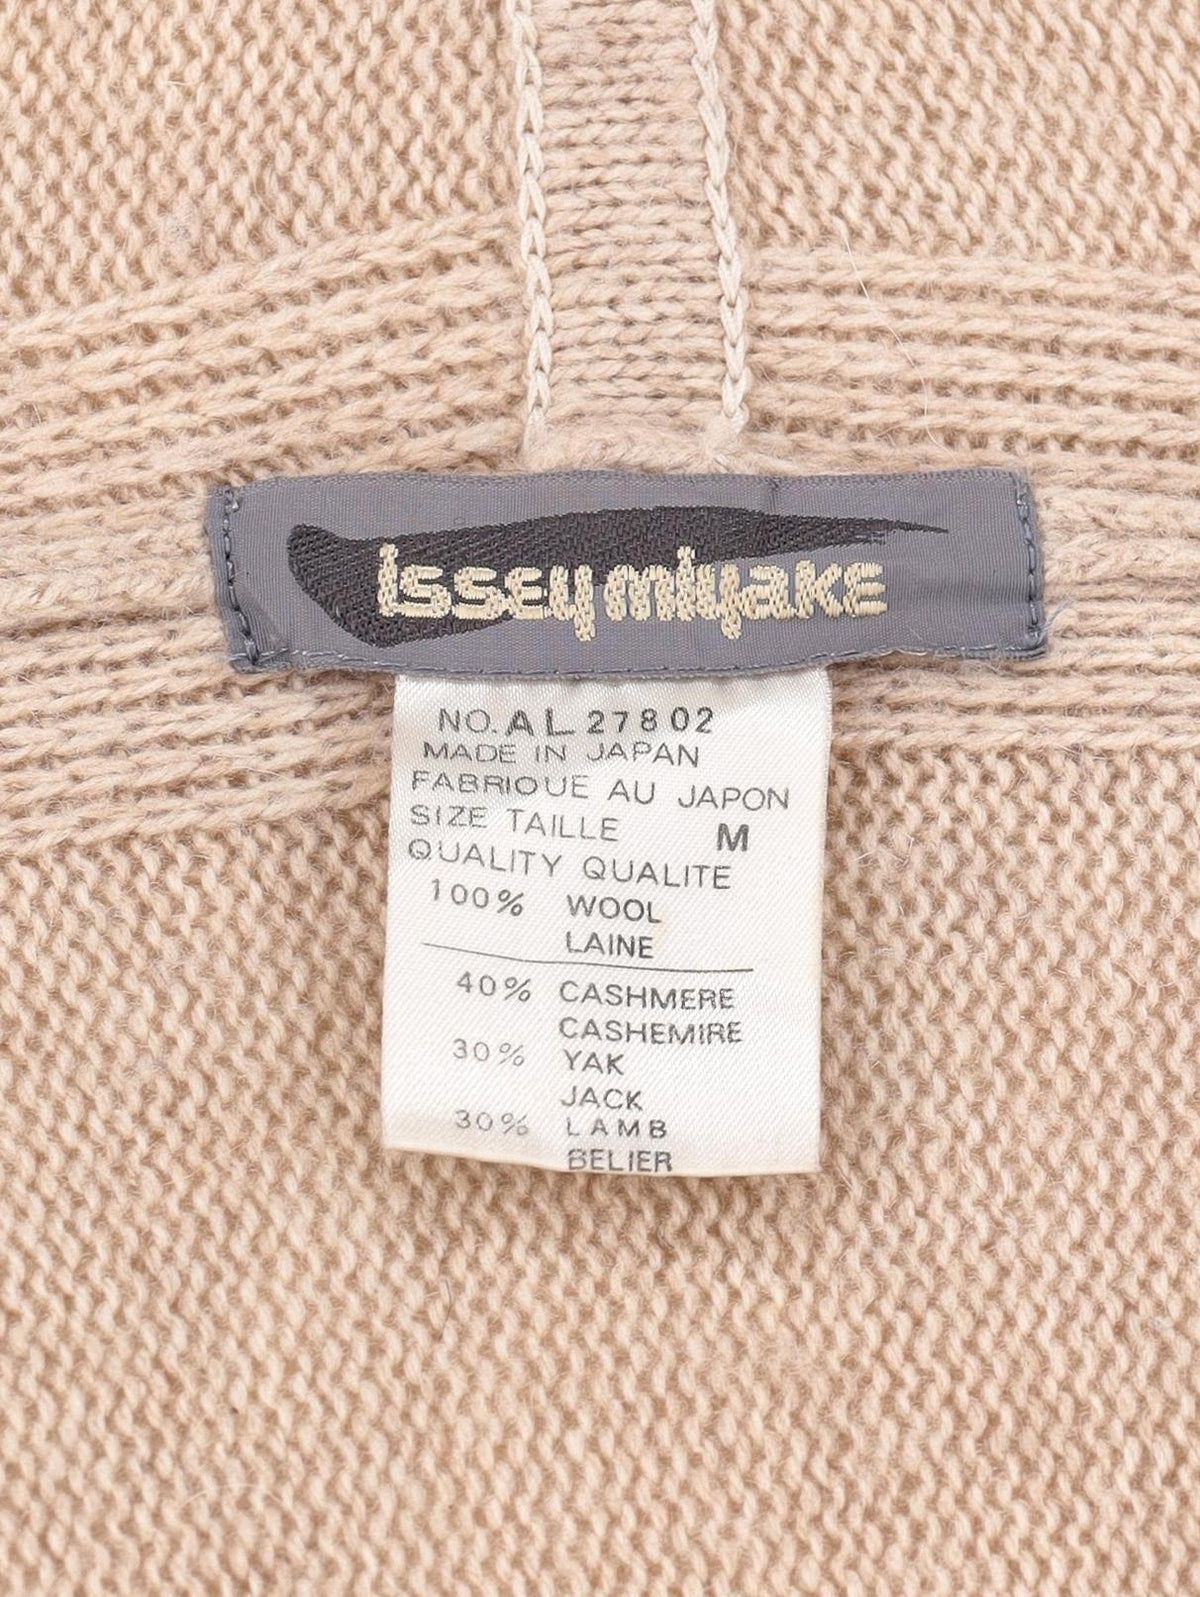 issey miyake
NO. AL 27802
MADE IN JAPAN
FABRIQUE AU JAPON
SIZE TAILLE M
QUALITY QUALITE
100% WOOL
LAINE
40% CASHMERE
CASHEMIRE
30% YAK
JACK
30% LAMB
BELIER